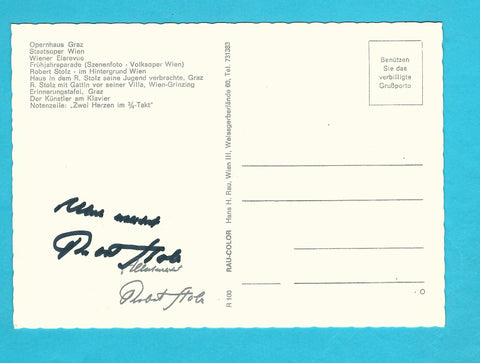 Opernhaus Graz
Staatsoper Wien
Wiener Eisrevue
Frühjahrsparade (Szenenfoto - Volksoper Wien)
Robert Stolz - im Hintergrund Wien
Haus in dem R. Stolz seine Jugend verbrachte, Graz
R. Stolz mit Gattin vor seiner Villa, Wien-Grinzing
Erinnerungstafel, Graz
Der Künstler am Klavier
Notenzeile: „Zwei Herzen im ¾-Takt"
Robert Stolz
Robert Stolz
R 100 RAU-COLOR Hans H. Rau, Wien III, Weissgerberlände 60, Tel. 731383
Benützen
Sie das
verbilligte
Grußporto